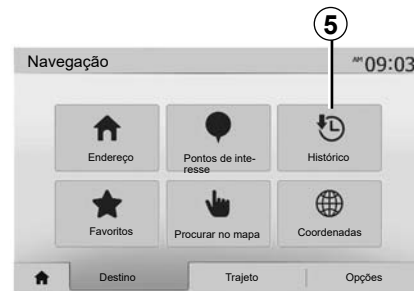 5
Navegação
AM 09:03
Endereço
Pontos de inte-
resse
Histórico
Favoritos
Procurar no mapa
Coordenadas
Destino
Trajeto
Opções